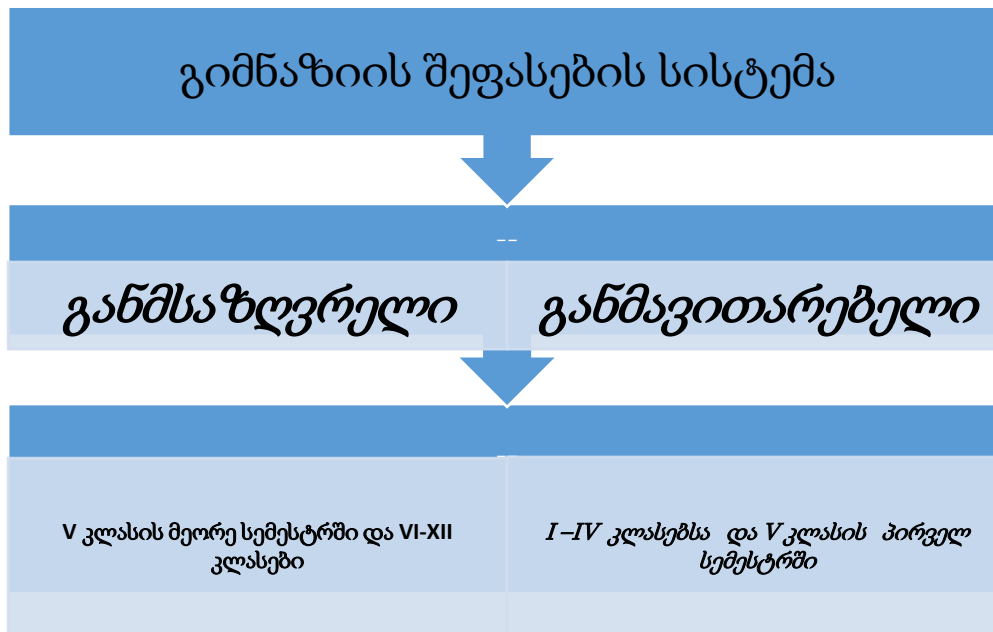 გიმნაზიის შეფასების სისტემა
--
განმსაზღვრელი
განმავითარებელი
--
V კლასის მეორე სემესტრში და VI-XII
კლასები
I –IV კლასებსა და V კლასის პირველ
სემესტრში